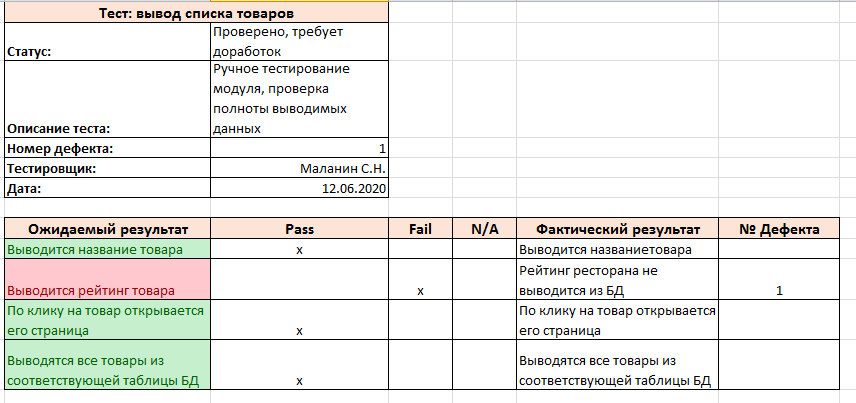 Тест: вывод списка товаров
Статус: Проверено, требует
доработок
Описание теста: Ручное тестирование
модуля, проверка
полноты выводимых
данных
Номер дефекта: 1
Тестировщик: Маланин С.Н.
Дата: 12.06.2020
Ожидаемый результат Pass Fail N/A Фактический результат № Дефекта
Выводится название товара x Выводится названиетовара
Выводится рейтинг товара x Рейтинг ресторана не
выводится из БД 1
По клику на товар открывается
его страница x По клику на товар открывается
его страница
Выводятся все товары из
соответствующей таблицы БД x Выводятся все товары из
соответствующей таблицы БД